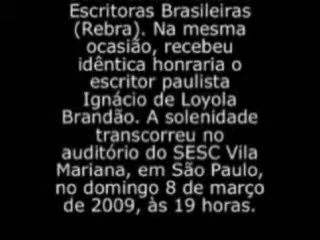 Escritoras Brasileiras
(Rebra). Na mesma
ocasião, recebeu
idêntica honraria o
escritor paulista
Ignácio de Loyola
Brandão. A solenidade
transcorreu no
auditório do SESC Vila
Mariana, em São Paulo,
no domingo 8 de março
de 2009, às 19 horas.